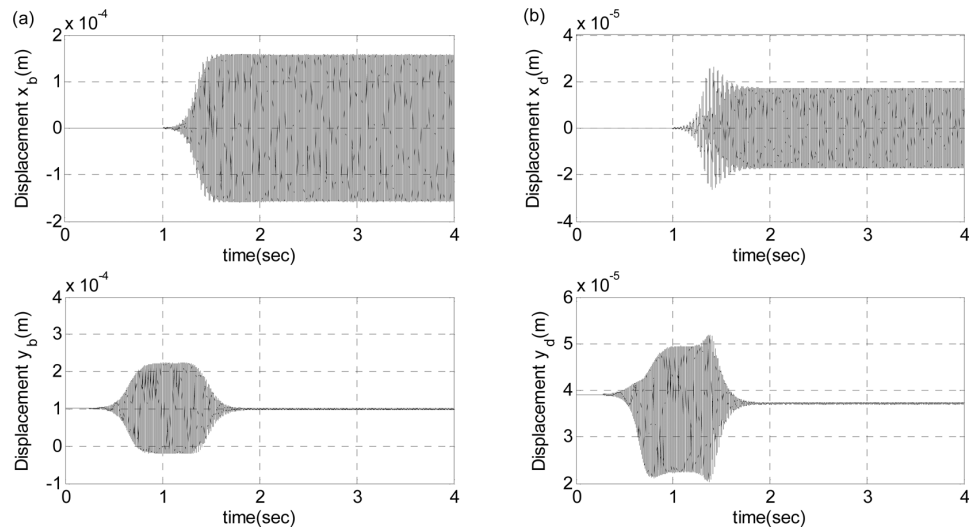 (a)
x 10^-4
2
1
0
-1
-2
Displacement x_b(m)
0 1 2 3 4
time(sec)
(b)
x 10^-5
4
2
0
-2
-4
Displacement x_d(m)
0 1 2 3 4
time(sec)
x 10^-4
4
3
2
1
0
-1
Displacement y_b(m)
0 1 2 3 4
time(sec)
x 10^-5
6
5
4
3
2
Displacement y_d(m)
0 1 2 3 4
time(sec)